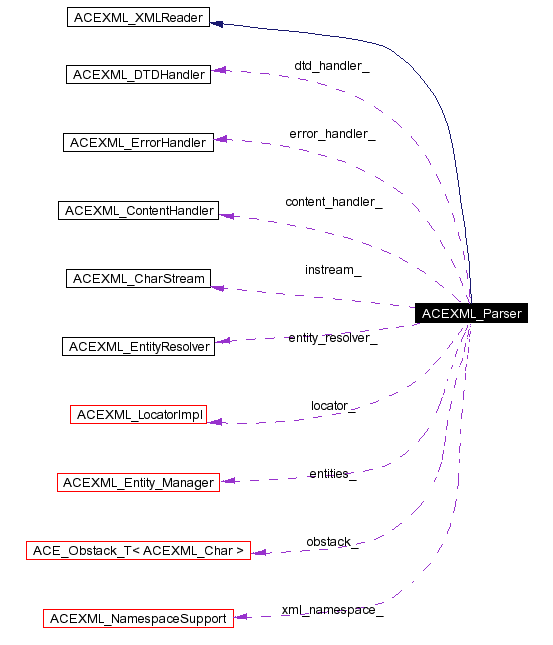 ACEXML_XMLReader
dtd_handler_
ACEXML_DTDHandler
error_handler_
ACEXML_ErrorHandler
content_handler_
ACEXML_ContentHandler
instream_
ACEXML_CharStream
ACEXML_Parser
entity_resolver_
ACEXML_EntityResolver
locator_
ACEXML_LocatorImpl
entities_
ACEXML_Entity_Manager
obstack_
ACE_Obstack_T< ACEXML_Char >
xml_namespace_
ACEXML_NamespaceSupport